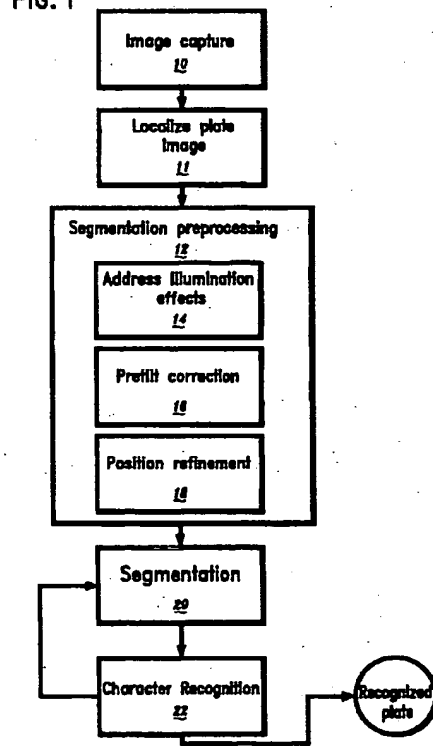 FIG. 1
Image capture
10
Localize plate
image
11
Segmentation preprocessing
12
Address illumination
effects
14
Pretilt correction
16
Position refinement
18
Segmentation
20
Character Recognition
22
Recognized
plate